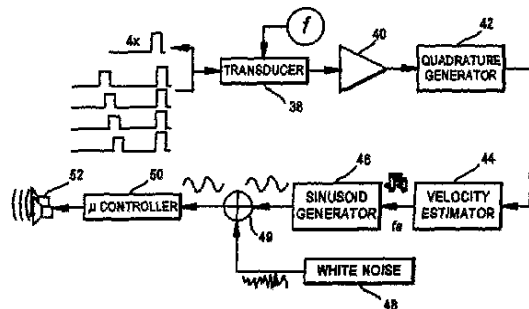 4x
f
40
42
TRANSDUCER
38
QUADRATURE
GENERATOR
52
50
46
44
μ CONTROLLER
SINUSOID
GENERATOR
VELOCITY
ESTIMATOR
49
fe
WHITE NOISE
48